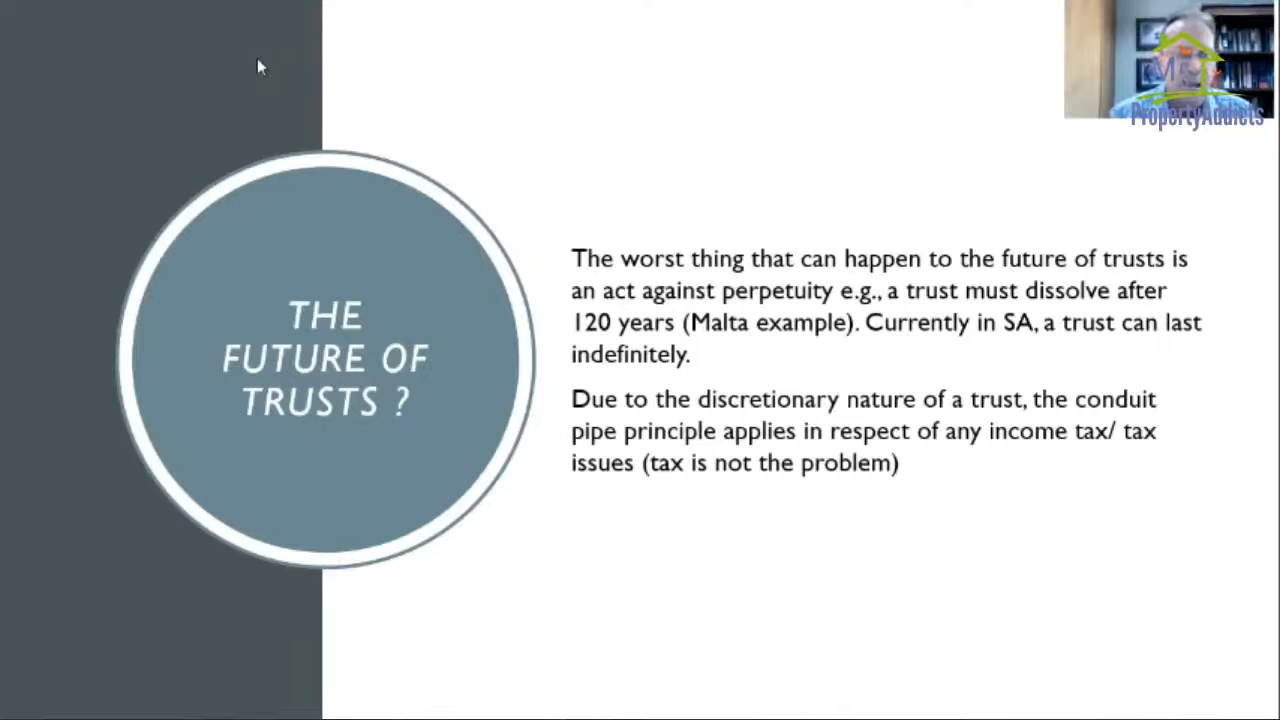 PropertyAddicts
THE
FUTURE OF
TRUSTS ?
The worst thing that can happen to the future of trusts is
an act against perpetuity e.g., a trust must dissolve after
120 years (Malta example). Currently in SA, a trust can last
indefinitely.
Due to the discretionary nature of a trust, the conduit
pipe principle applies in respect of any income tax/ tax
issues (tax is not the problem)